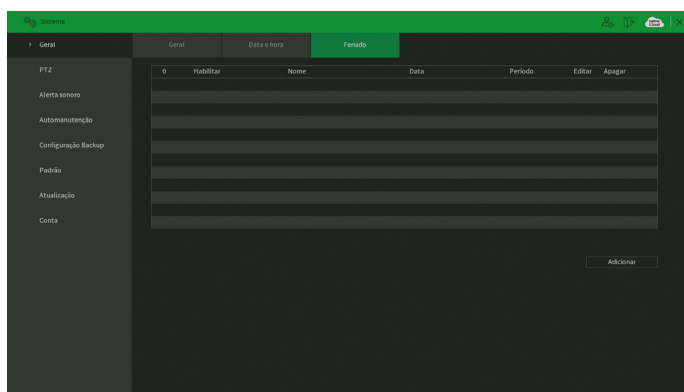 Sistema
Geral
Data e hora
Feriado
> Geral
PTZ
Alerta sonoro
Automanutenção
Configuração Backup
Padrão
Atualização
Conta
0 Habilitar Nome Data Período Editar Apagar
Adicionar